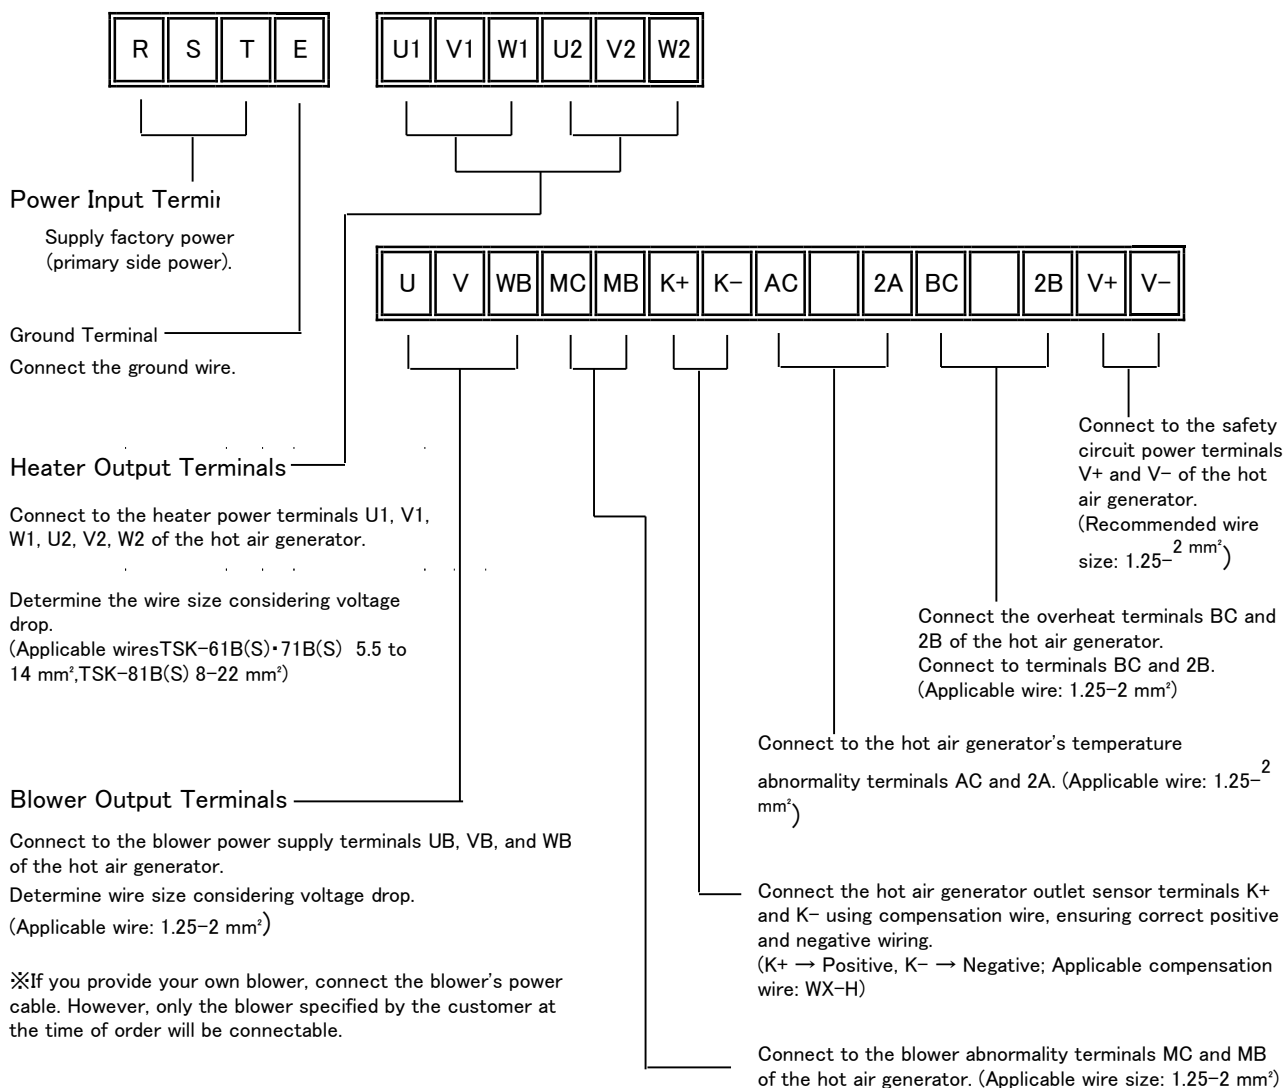 R S T E
U1 V1 W1 U2 V2 W2
Power Input Termin
Supply factory power
(primary side power).
U V WB MC MB K+ K- AC 2A BC 2B V+ V-
Ground Terminal
Connect the ground wire.
Heater Output Terminals
Connect to the heater power terminals U1, V1,
W1, U2, V2, W2 of the hot air generator.
Determine the wire size considering voltage
drop.
(Applicable wiresTSK-61B(S)・71B(S) 5.5 to
14 mm²,TSK-81B(S) 8-22 mm²)
Blower Output Terminals
Connect to the blower power supply terminals UB, VB, and WB
of the hot air generator.
Determine wire size considering voltage drop.
(Applicable wire: 1.25-2 mm²)
※If you provide your own blower, connect the blower's power
cable. However, only the blower specified by the customer at
the time of order will be connectable.
Connect to the safety
circuit power terminals
V+ and V- of the hot
air generator.
(Recommended wire
size: 1.25-2 mm²)
Connect the overheat terminals BC and
2B of the hot air generator.
Connect to terminals BC and 2B.
(Applicable wire: 1.25-2 mm²)
Connect to the hot air generator's temperature
abnormality terminals AC and 2A. (Applicable wire: 1.25-2
mm²)
Connect the hot air generator outlet sensor terminals K+
and K- using compensation wire, ensuring correct positive
and negative wiring.
(K+ → Positive, K- → Negative; Applicable compensation
wire: WX-H)
Connect to the blower abnormality terminals MC and MB
of the hot air generator. (Applicable wire size: 1.25-2 mm²)